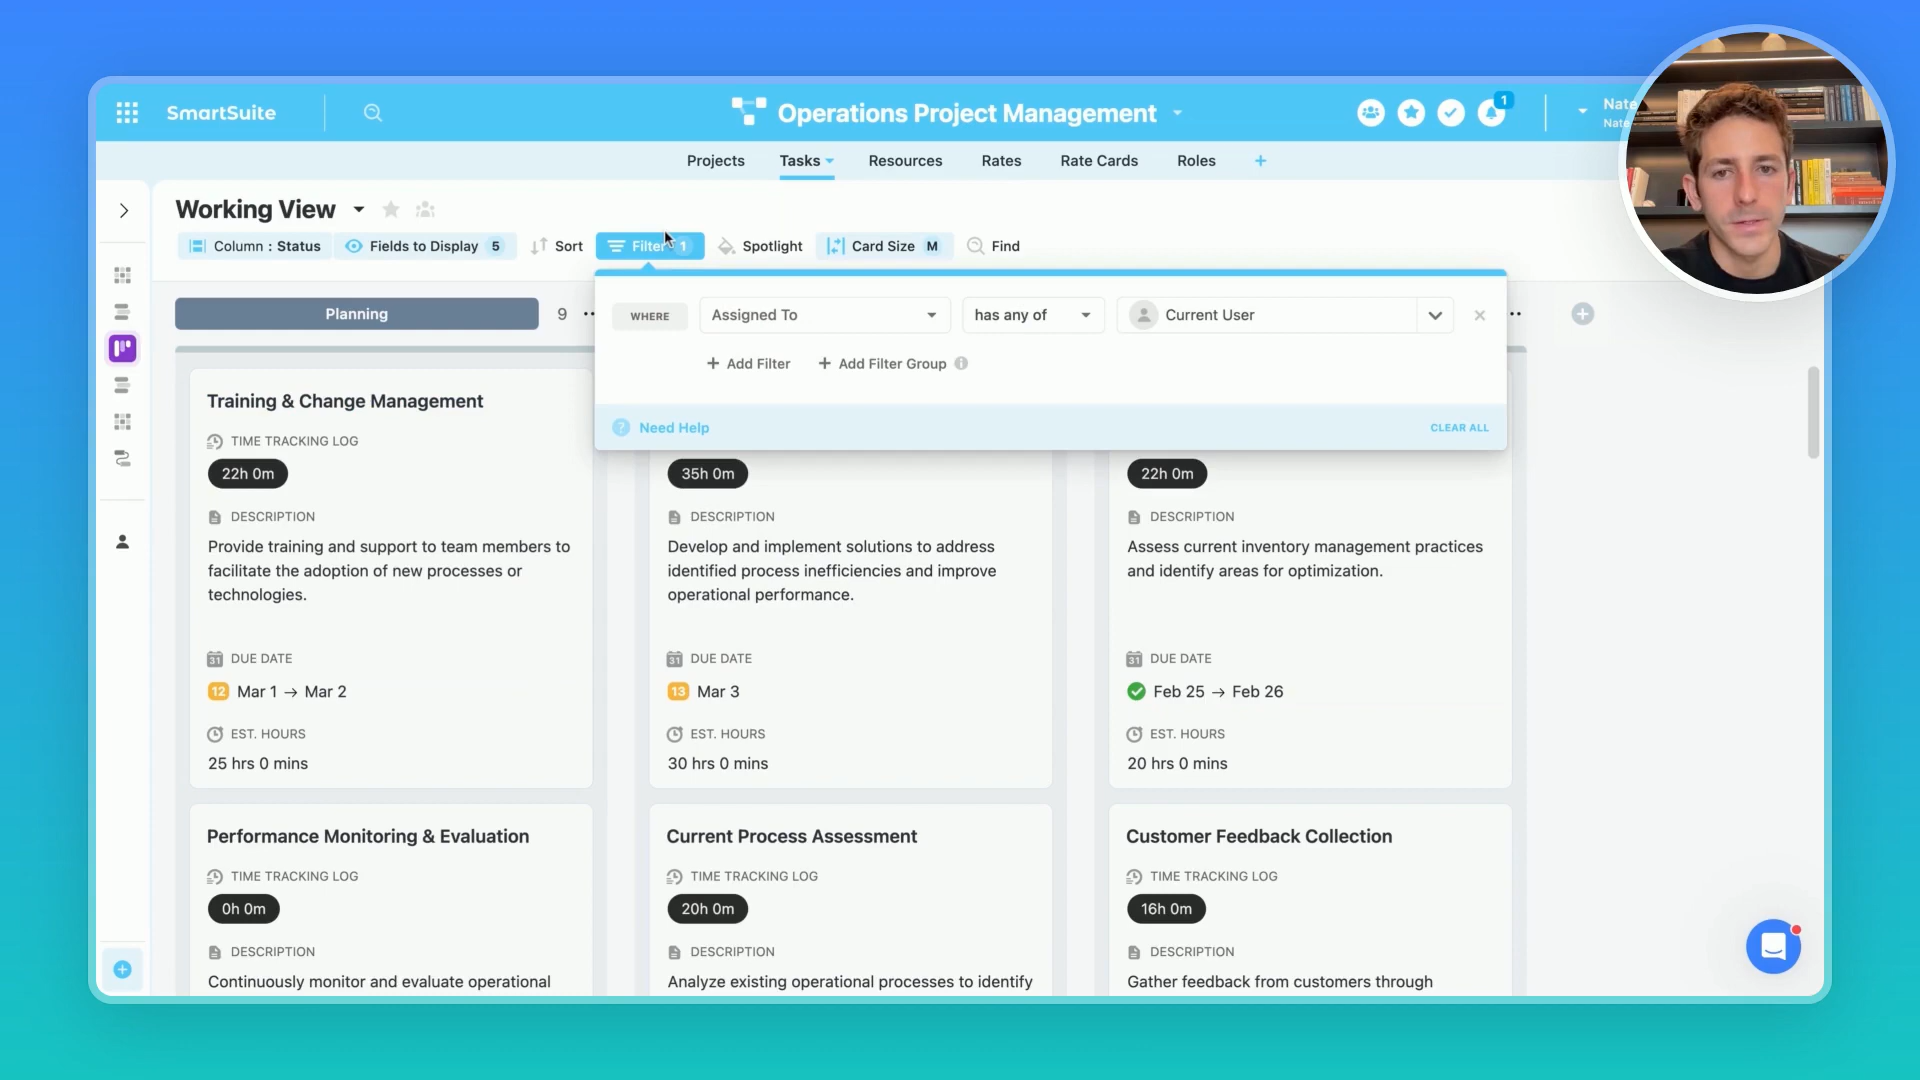 SmartSuite
Operations Project Management
1
Nate
Nate
Projects
Tasks
Resources
Rates
Rate Cards
Roles
+
Working View
Column : Status
Fields to Display 5
Sort
Filter 1
Spotlight
Card Size M
Find
Planning
9
WHERE
Assigned To
has any of
Current User
+ Add Filter
+ Add Filter Group
Need Help
CLEAR ALL
Training & Change Management
TIME TRACKING LOG
22h 0m
DESCRIPTION
Provide training and support to team members to
facilitate the adoption of new processes or
technologies.
31 DUE DATE
12 Mar 1 → Mar 2
EST. HOURS
25 hrs 0 mins
35h 0m
DESCRIPTION
Develop and implement solutions to address
identified process inefficiencies and improve
operational performance.
31 DUE DATE
13 Mar 3
EST. HOURS
30 hrs 0 mins
22h 0m
DESCRIPTION
Assess current inventory management practices
and identify areas for optimization.
31 DUE DATE
Feb 25 → Feb 26
EST. HOURS
20 hrs 0 mins
Performance Monitoring & Evaluation
TIME TRACKING LOG
0h 0m
DESCRIPTION
Continuously monitor and evaluate operational
Current Process Assessment
TIME TRACKING LOG
20h 0m
DESCRIPTION
Analyze existing operational processes to identify
Customer Feedback Collection
TIME TRACKING LOG
16h 0m
DESCRIPTION
Gather feedback from customers through